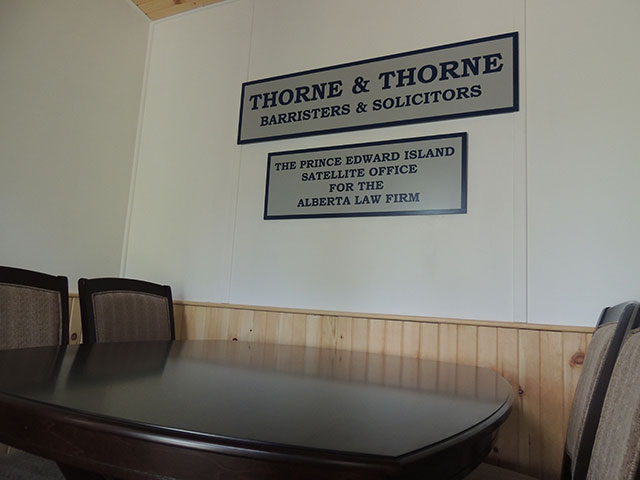 THORNE & THORNE
BARRISTERS & SOLICITORS
THE PRINCE EDWARD ISLAND
SATELLITE OFFICE
FOR THE
ALBERTA LAW FIRM